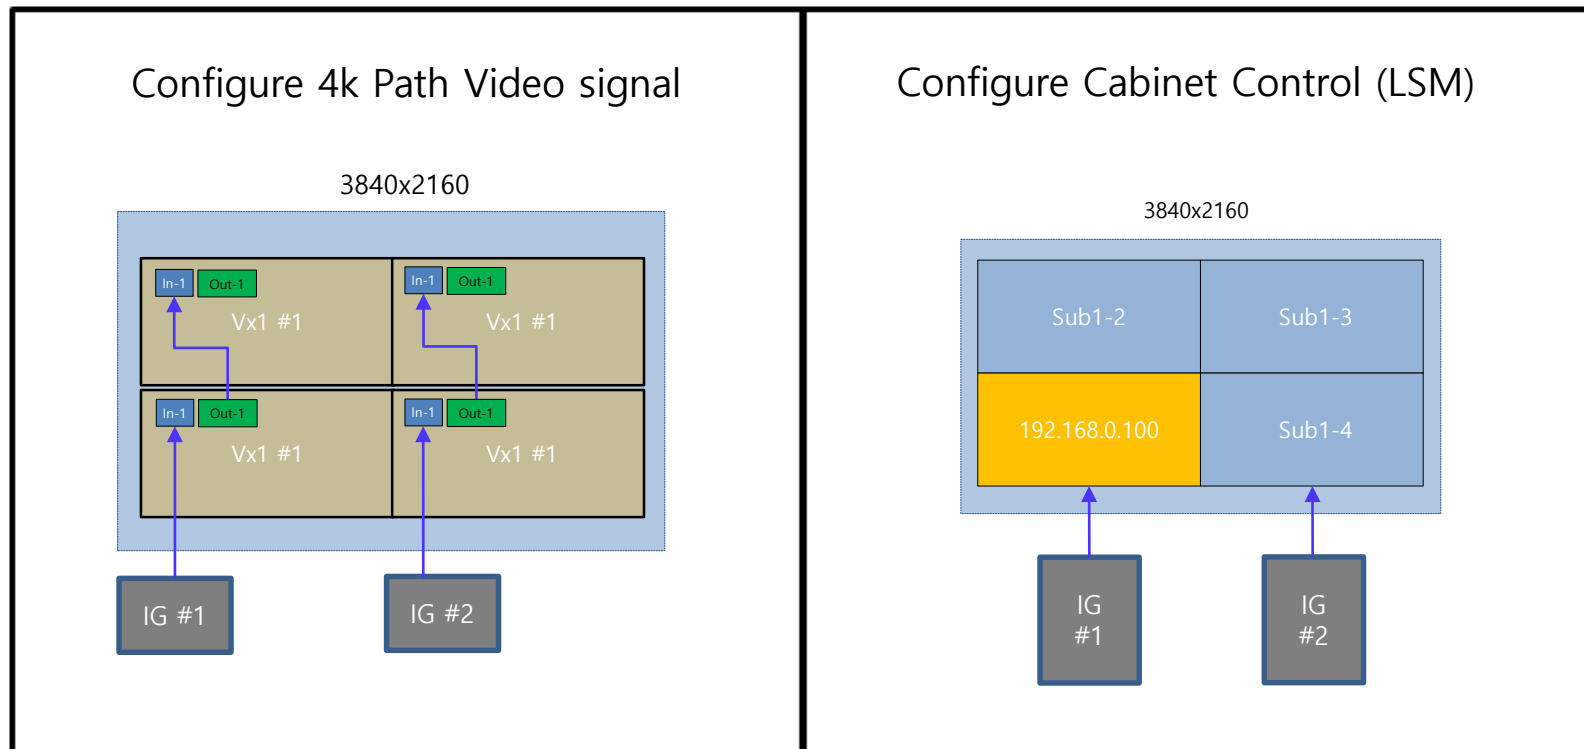 Configure 4k Path Video signal
3840x2160
In-1
Out-1
In-1
Out-1
Vx1 #1
Vx1 #1
In-1
Out-1
In-1
Out-1
Vx1 #1
Vx1 #1
IG #1
IG #2
Configure Cabinet Control (LSM)
3840x2160
Sub1-2
Sub1-3
192.168.0.100
Sub1-4
IG
#1
IG
#2